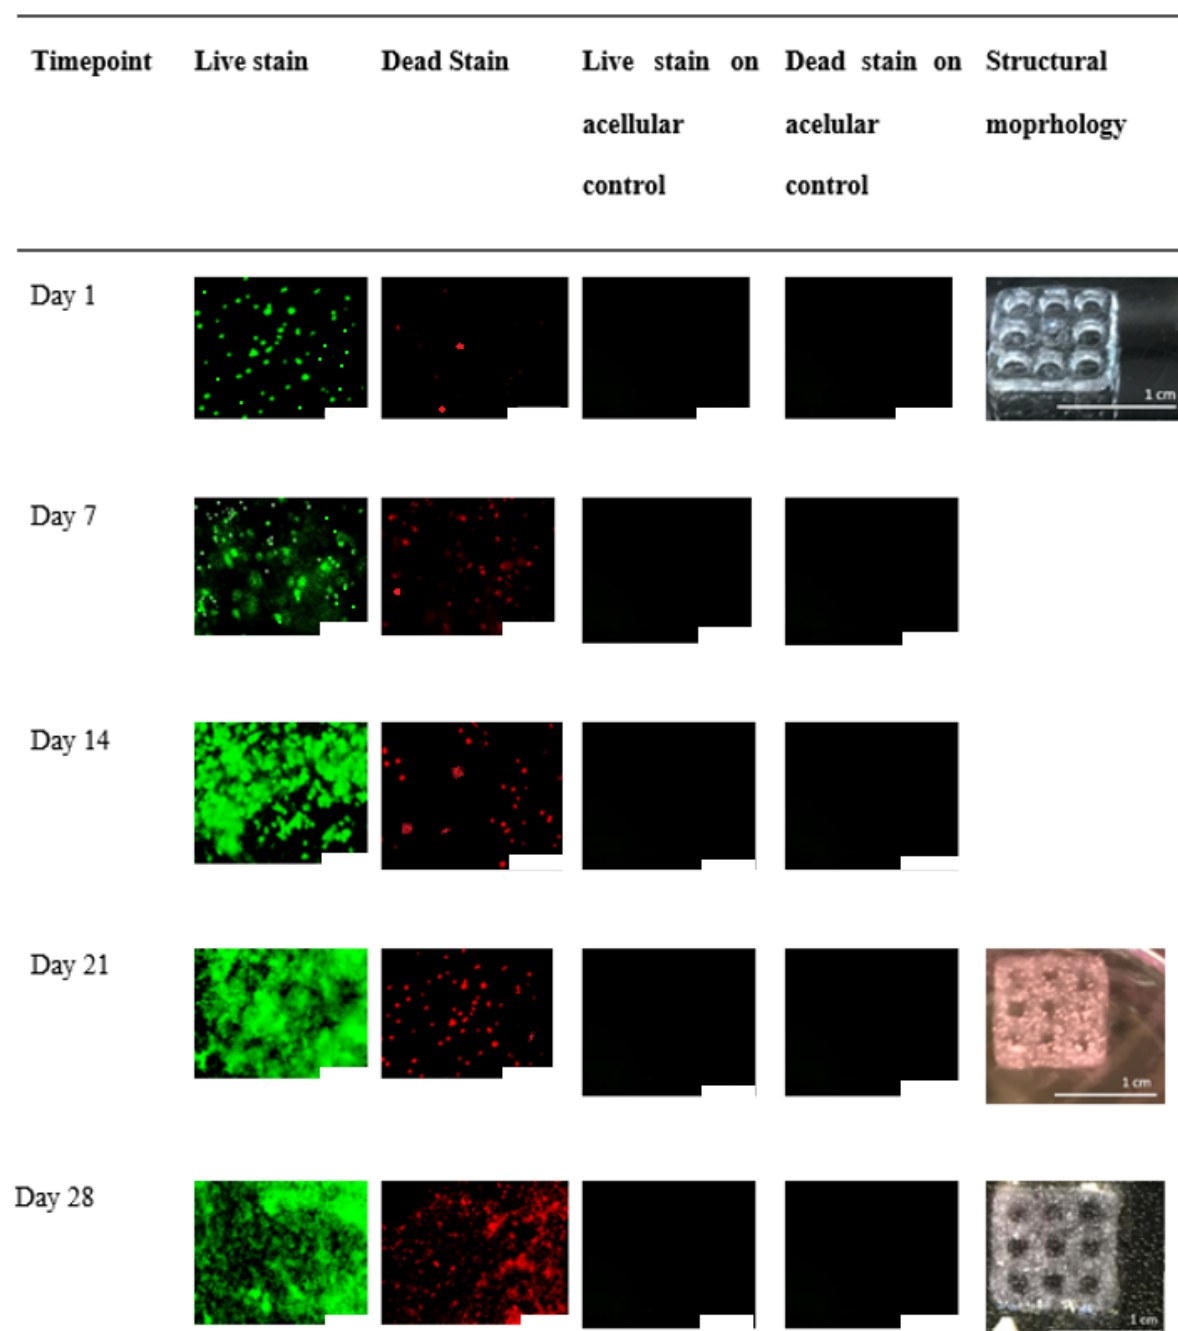 Timepoint Live stain Dead Stain Live stain on Dead stain on Structural
acellular acelular moprhology
control control
Day 1
1 cm
Day 7
Day 14
Day 21
1 cm
Day 28
1 cm